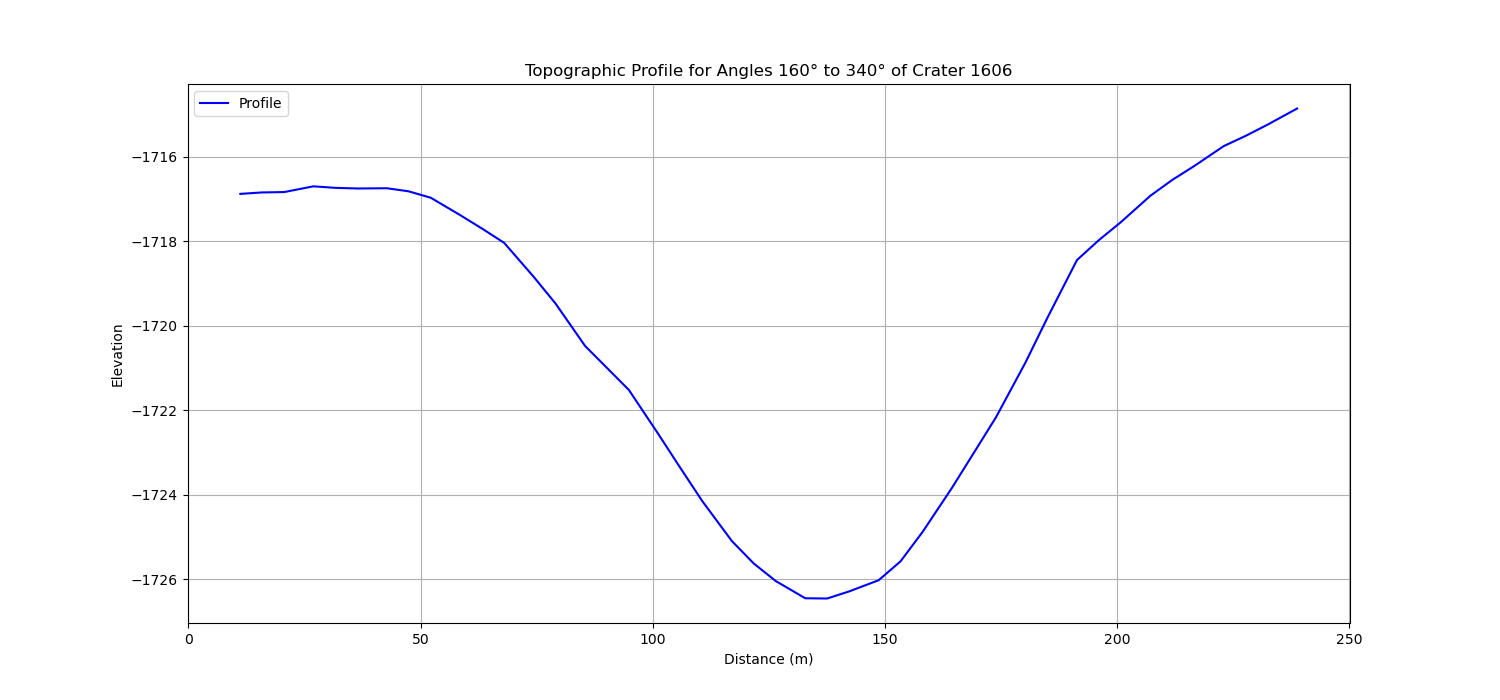 Topographic Profile for Angles 160° to 340° of Crater 1606
Profile
−1716
−1718
−1720
−1722
−1724
−1726
Elevation
0 50 100 150 200 250
Distance (m)